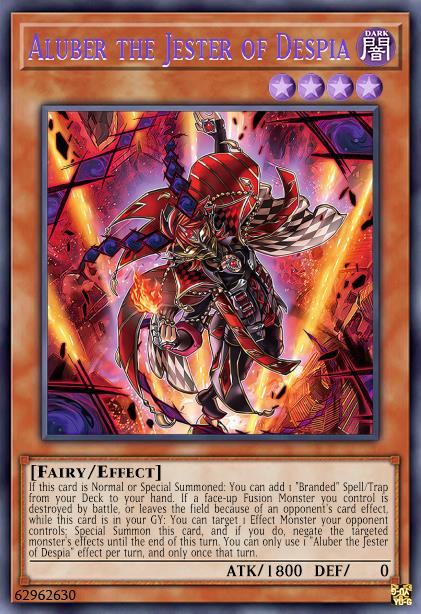 Aluber the Jester of Despia
DARK
闇
[Fairy/Effect]
If this card is Normal or Special Summoned: You can add 1 "Branded" Spell/Trap
from your Deck to your hand. If a face-up Fusion Monster you control is
destroyed by battle, or leaves the field because of an opponent's card effect,
while this card is in your GY: You can target 1 Effect Monster your opponent
controls; Special Summon this card, and if you do, negate the targeted
monster's effects until the end of this turn. You can only use 1 "Aluber the Jester
of Despia" effect per turn, and only once that turn.
ATK/1800 DEF/ 0
62962630